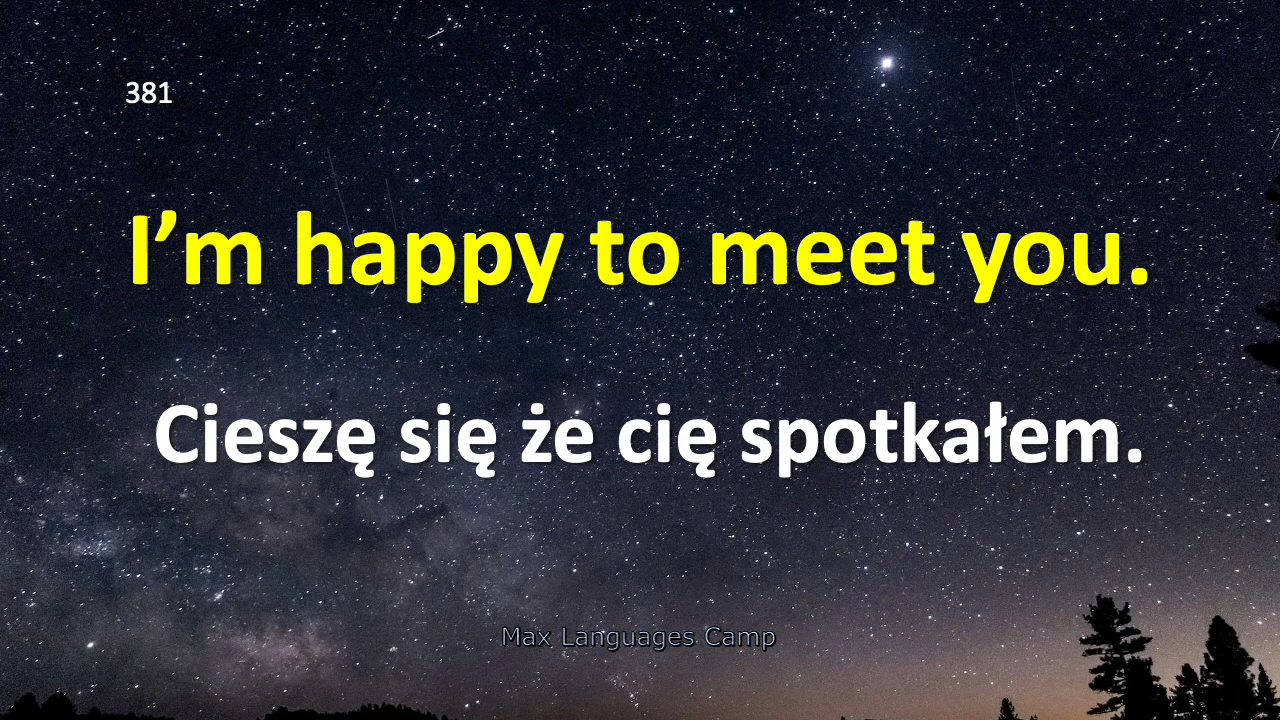 381
I’m happy to meet you.
Cieszę się że cię spotkałem.
Max Languages Camp